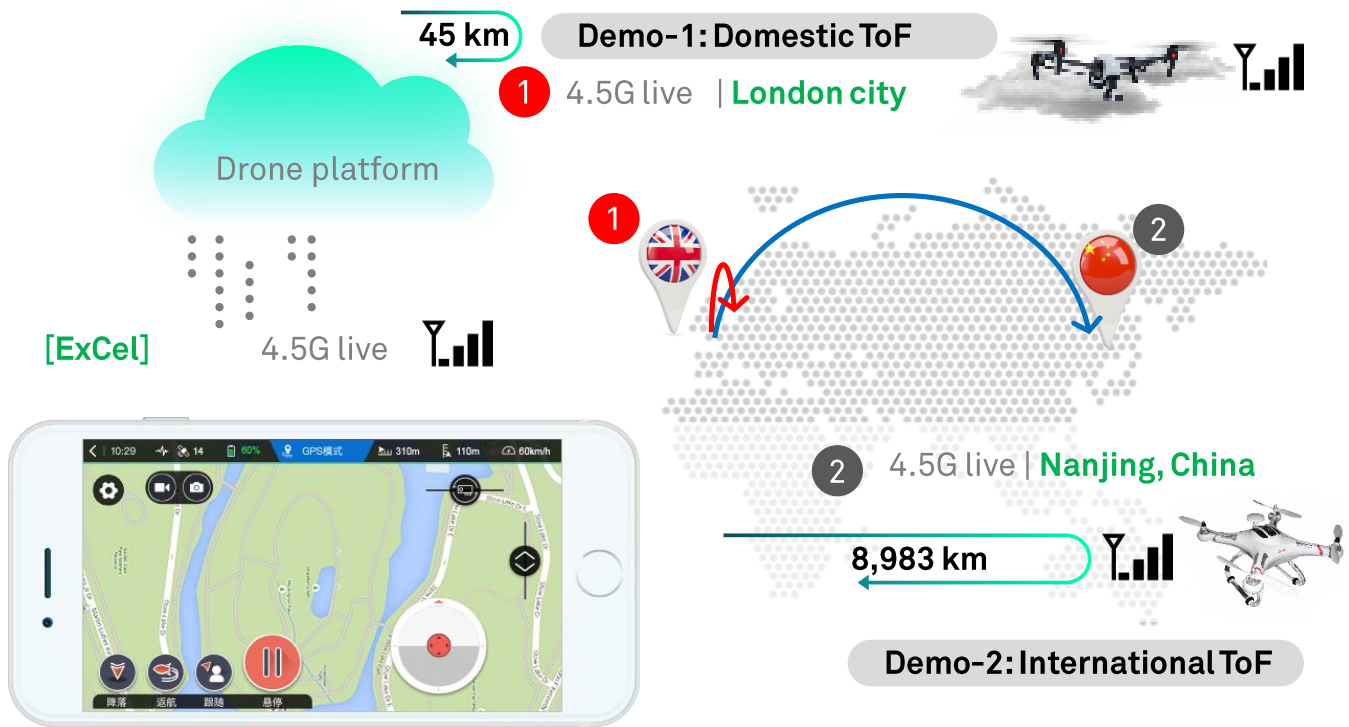 45 km
Demo-1: Domestic ToF
1
4.5G live | London city
Drone platform
1
2
[ExCel]
4.5G live
10:29 14 60% GPS模式 310m 110m 60km/h
降落 返航 跟随 悬停
2
4.5G live | Nanjing, China
8,983 km
Demo-2: International ToF